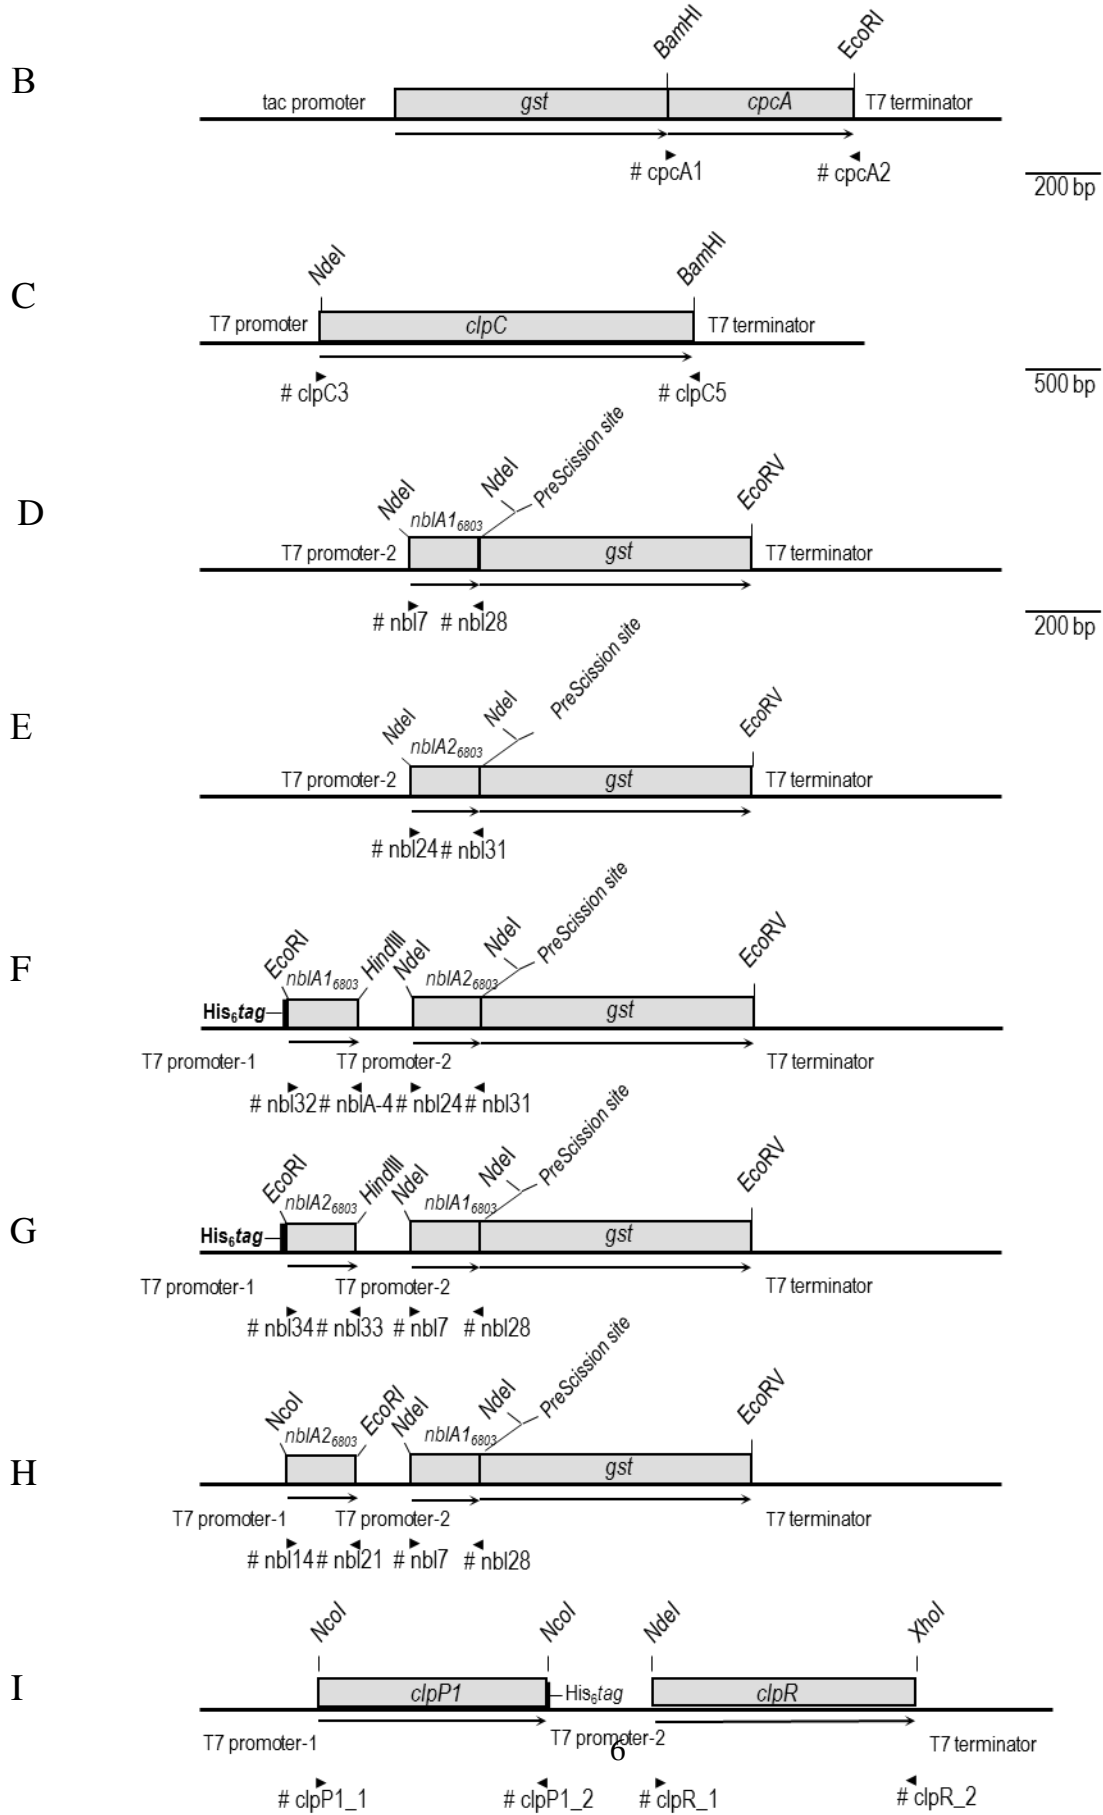 B
BamHI
EcoRI
tac promoter
gst
cpcA
T7 terminator
# cpcA1
# cpcA2
200 bp
C
NdeI
BamHI
T7 promoter
clpC
T7 terminator
# clpC3
# clpC5
500 bp
D
NdeI
nblA16803
NdeI
PreScission site
EcoRV
T7 promoter-2
gst
T7 terminator
# nbl7
# nbl28
200 bp
E
NdeI
nblA26803
NdeI
PreScission site
EcoRV
T7 promoter-2
gst
T7 terminator
# nbl24
# nbl31
F
EcoRI
nblA16803
HindIII
NdeI
nblA26803
NdeI
PreScission site
EcoRV
His6tag
gst
T7 promoter-1
T7 promoter-2
T7 terminator
# nbl32
# nblA-4
# nbl24
# nbl31
G
EcoRI
nblA26803
HindIII
NdeI
nblA16803
NdeI
PreScission site
EcoRV
His6tag
gst
T7 promoter-1
T7 promoter-2
T7 terminator
# nbl34
# nbl33
# nbl7
# nbl28
H
NcoI
nblA26803
EcoRI
NdeI
nblA16803
NdeI
PreScission site
EcoRV
gst
T7 promoter-1
T7 promoter-2
T7 terminator
# nbl14
# nbl21
# nbl7
# nbl28
I
NcoI
NcoI
NdeI
XhoI
clpP1
His6tag
clpR
T7 promoter-1
T7 promoter-2
T7 terminator
6
# clpP1_1
# clpP1_2
# clpR_1
# clpR_2